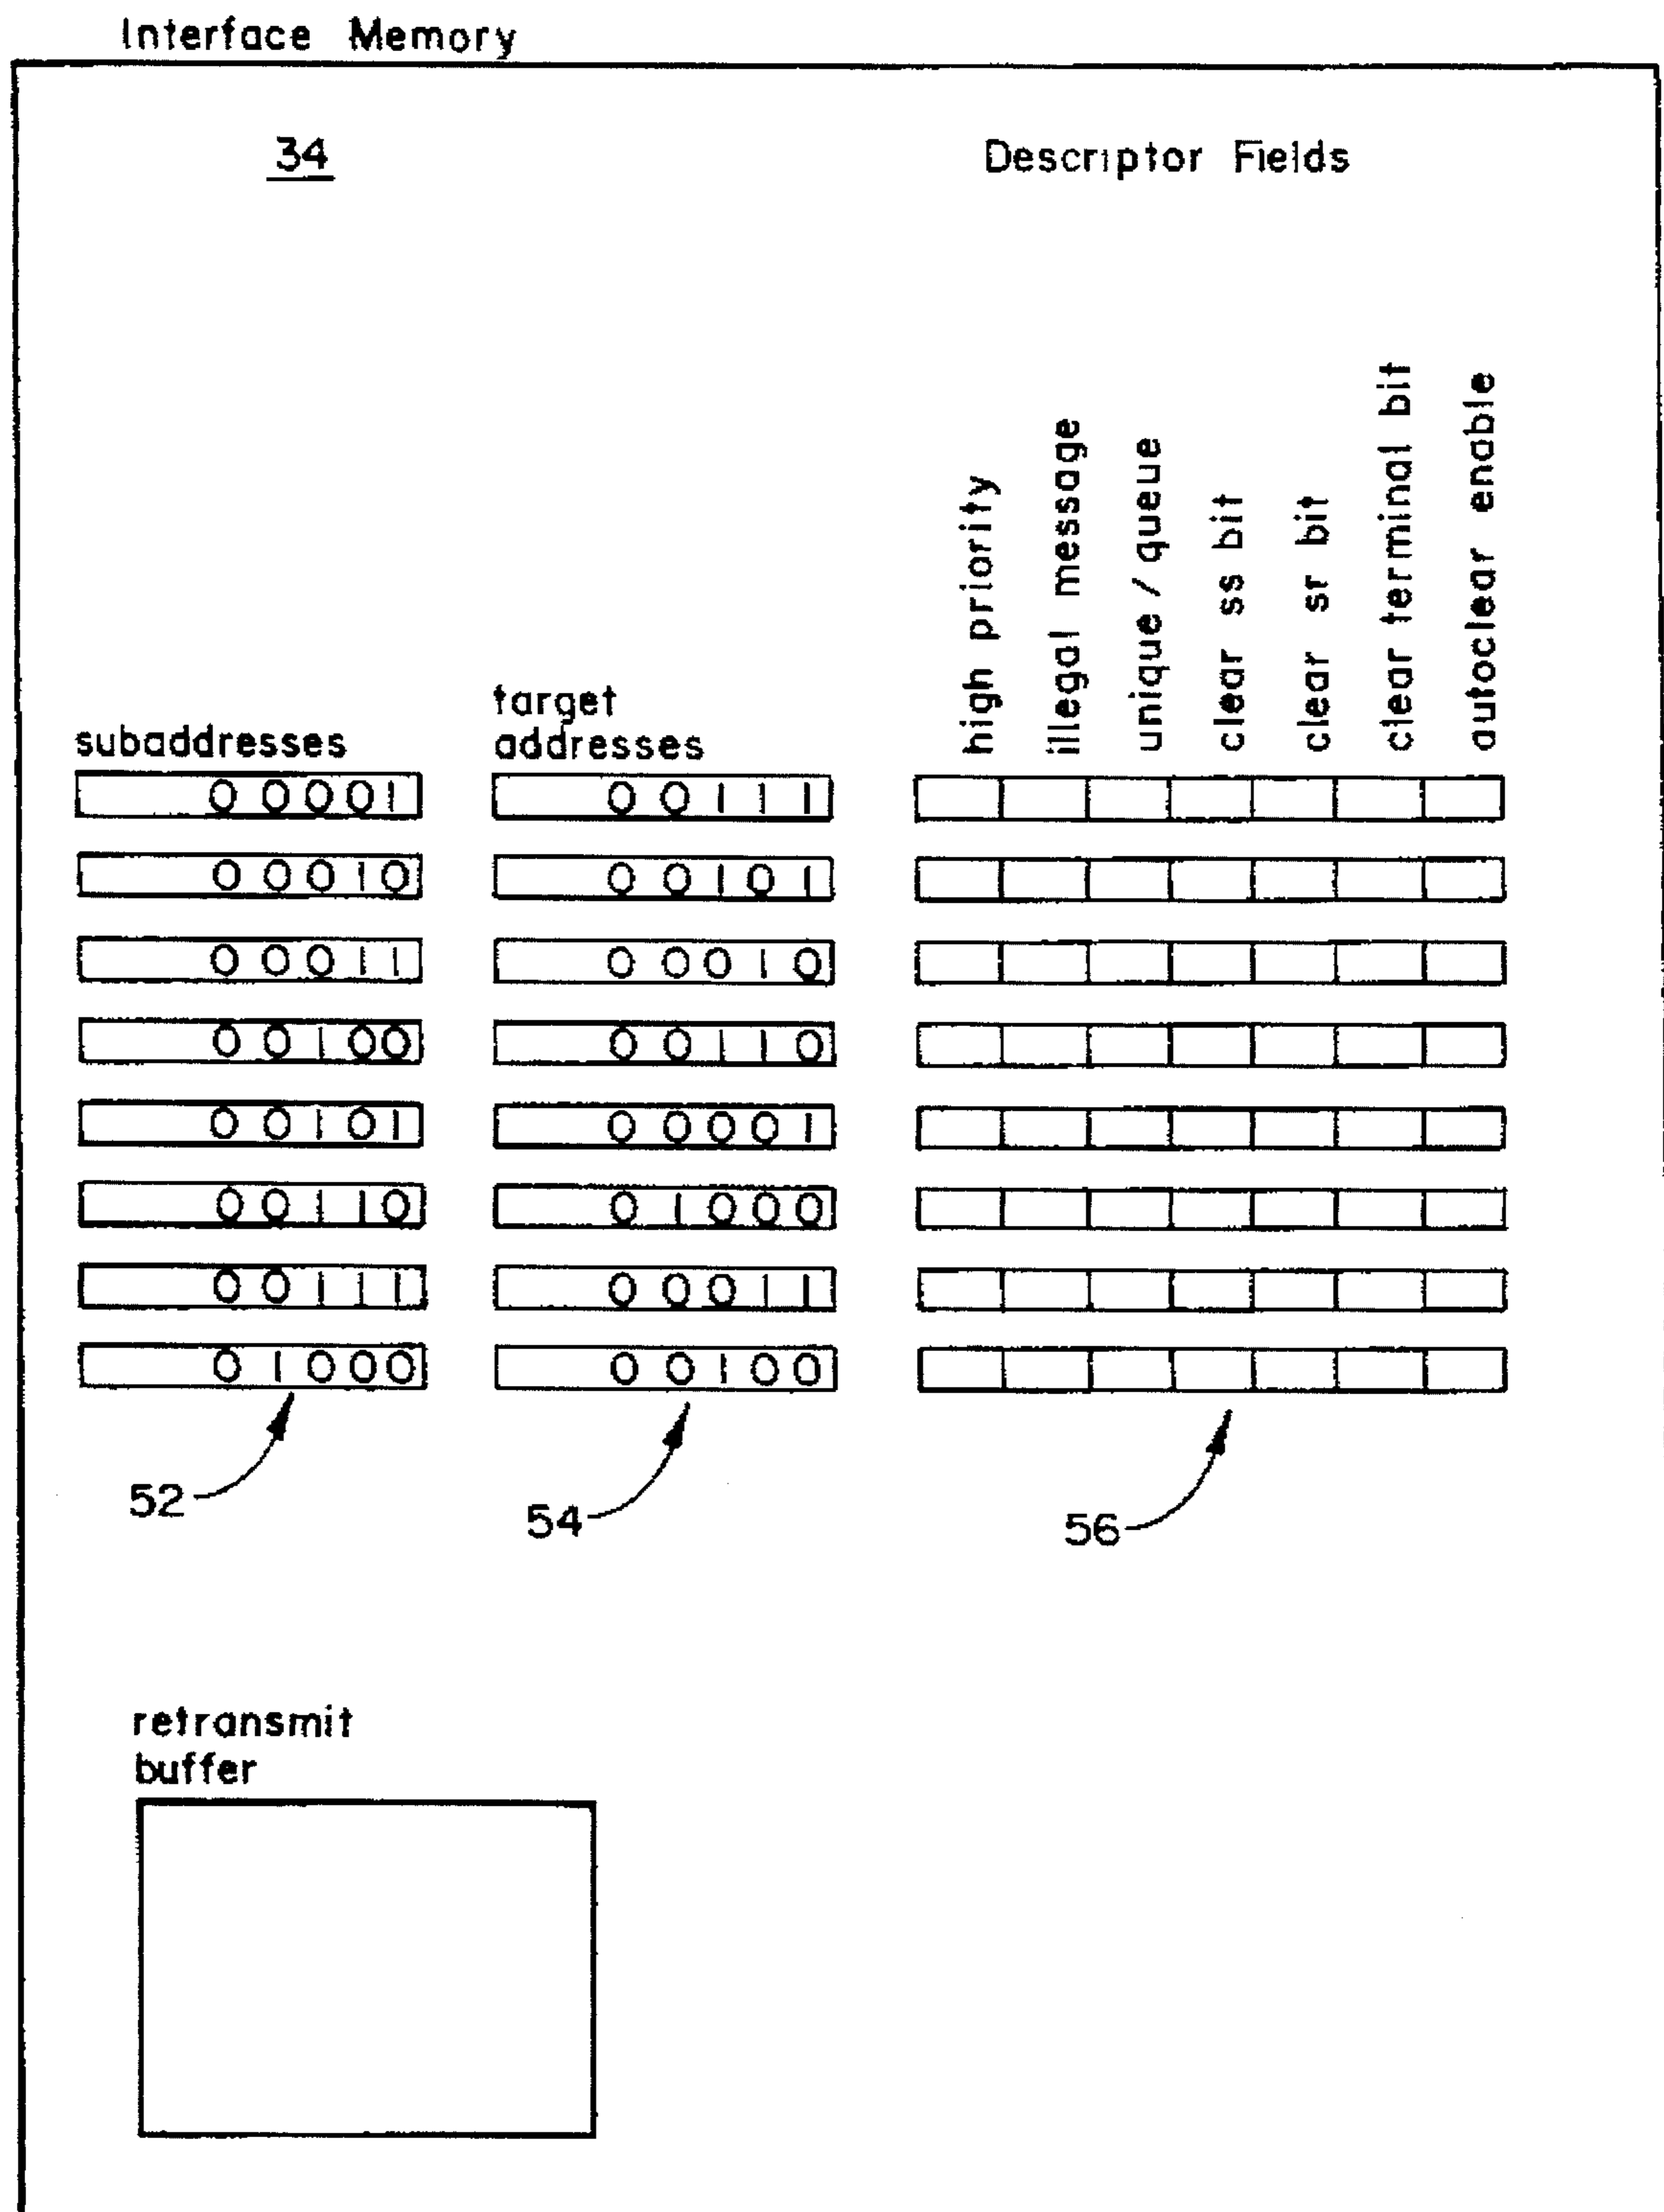 Interface Memory
34
Descriptor Fields
high priority
illegal message
unique / queue
clear ss bit
clear sr bit
clear terminal bit
autoclear enable
subaddresses
target
addresses
00001 00111
00010 00101
00011 00010
00100 00110
00101 00001
00110 01000
00111 00011
01000 00100
52
54
56
retransmit
buffer